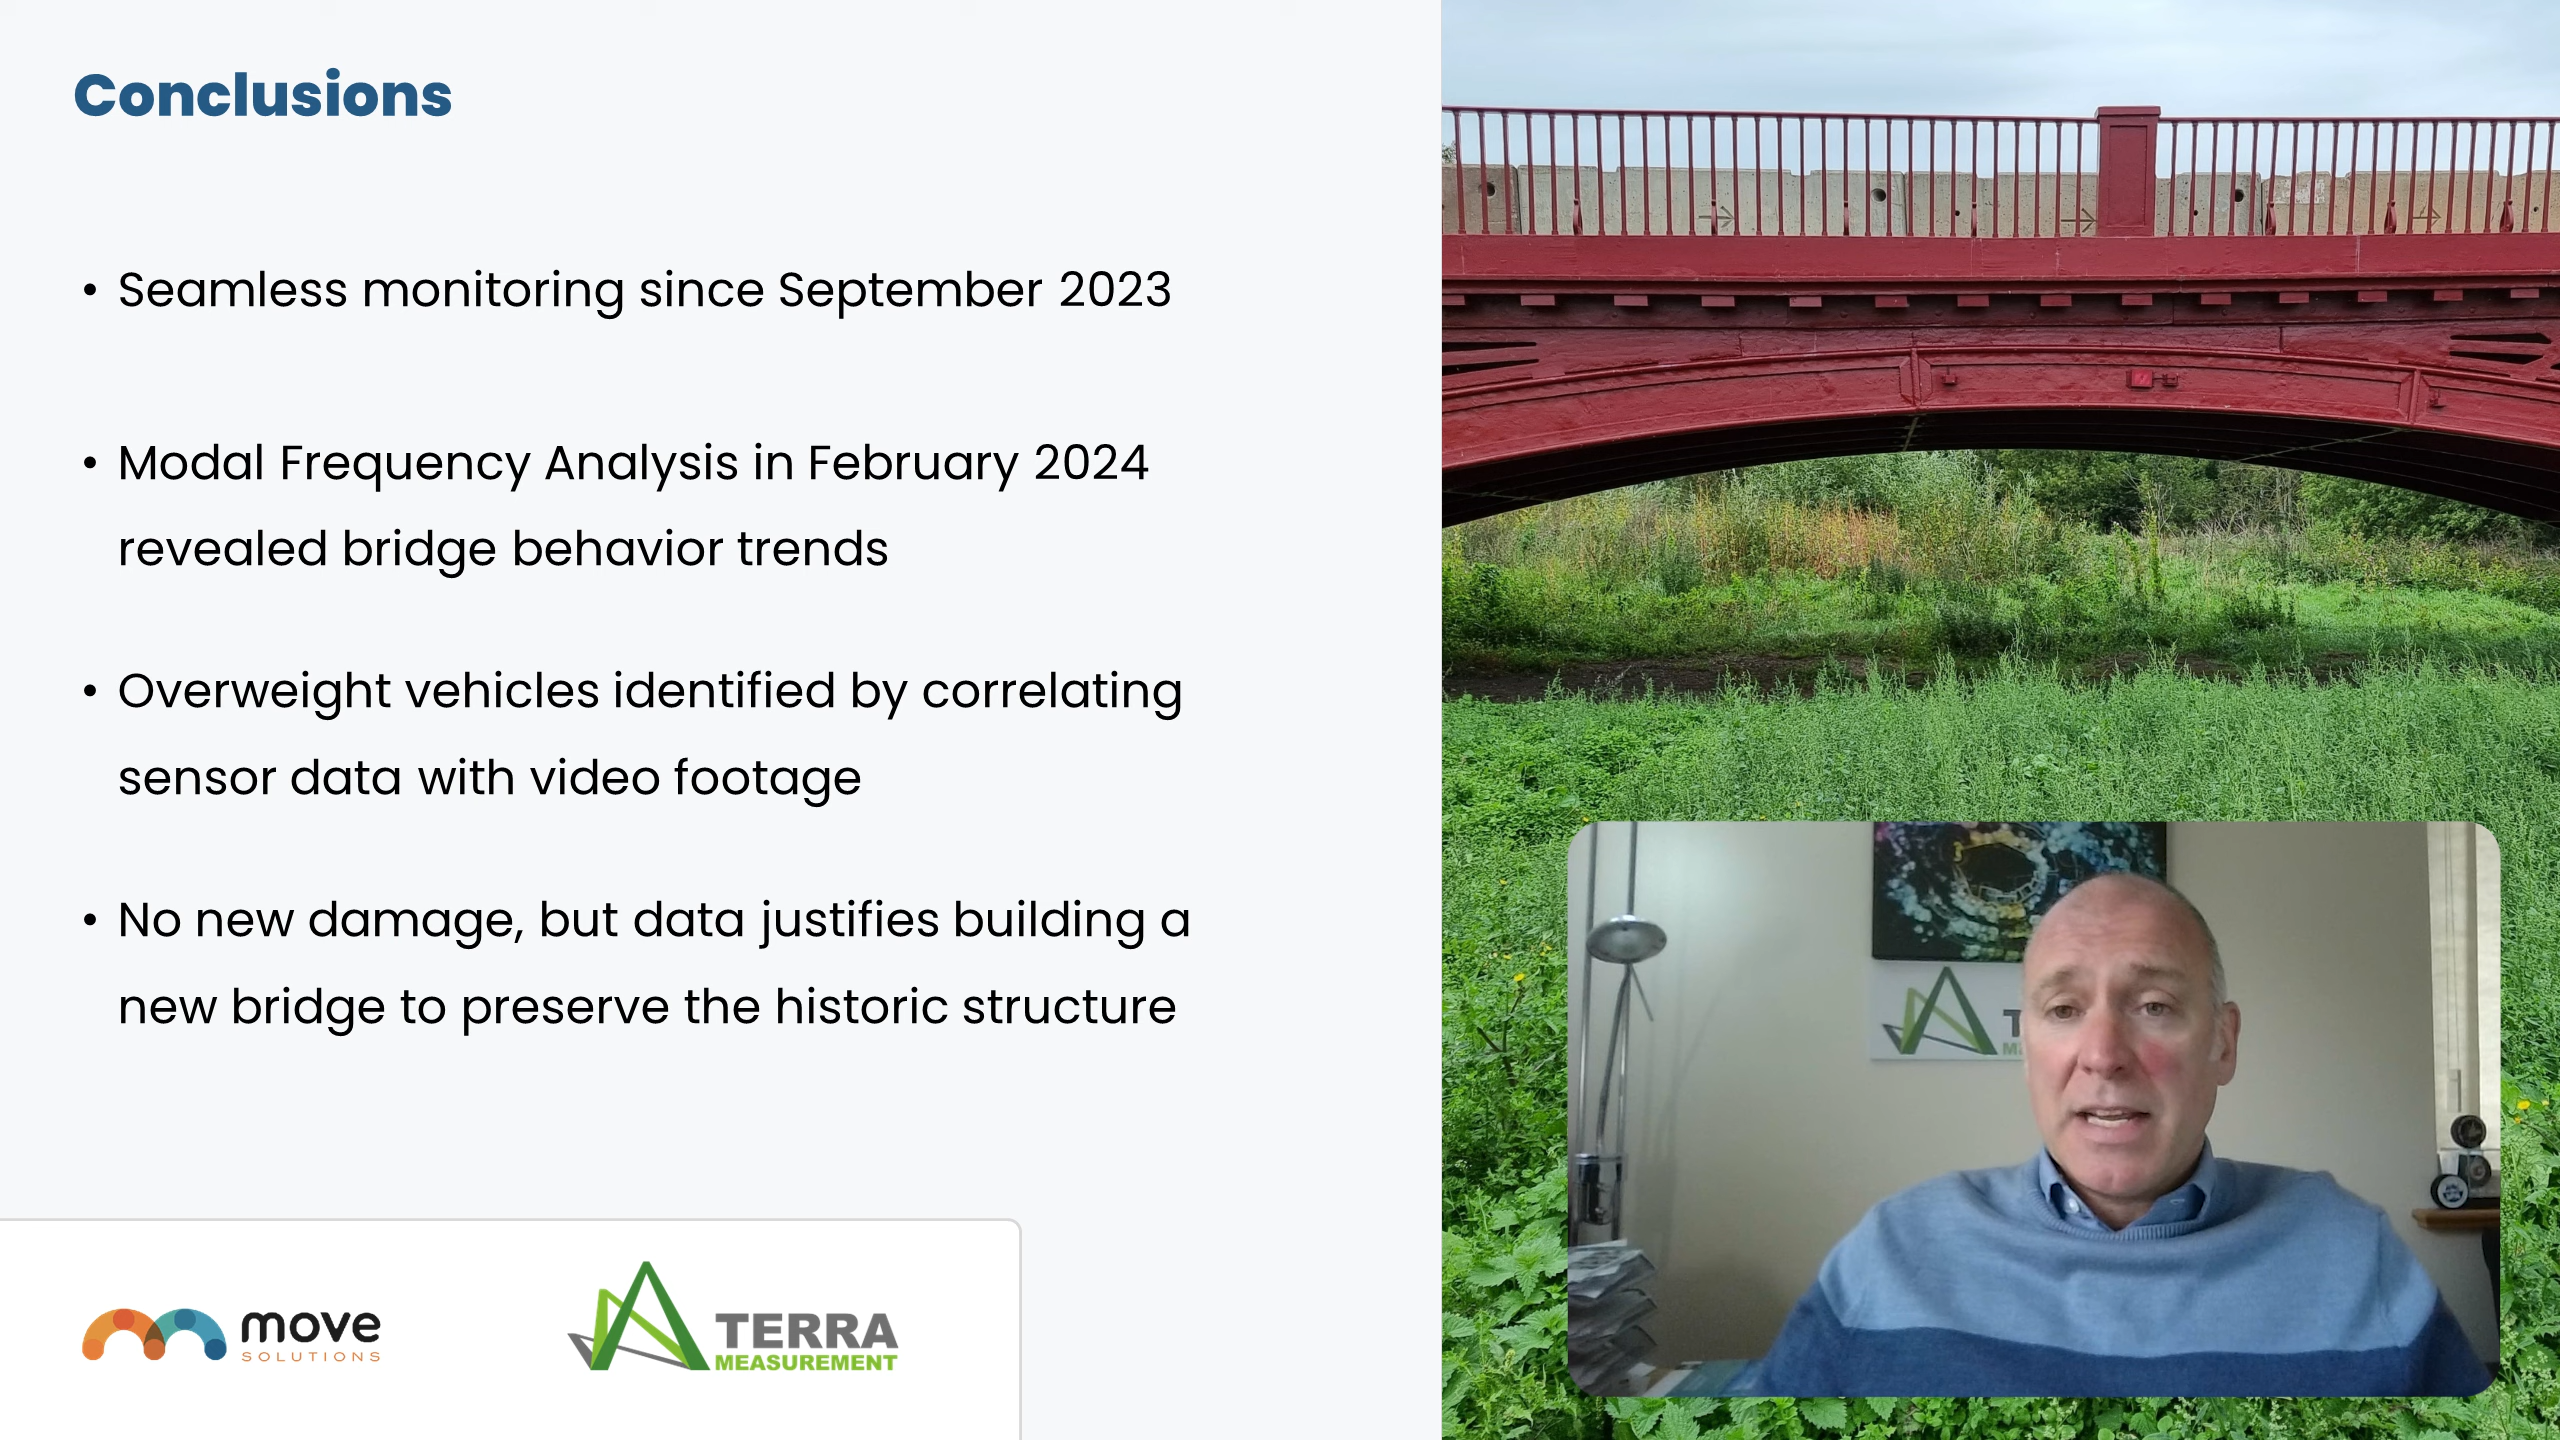 Conclusions
• Seamless monitoring since September 2023
• Modal Frequency Analysis in February 2024
revealed bridge behavior trends
• Overweight vehicles identified by correlating
sensor data with video footage
• No new damage, but data justifies building a
new bridge to preserve the historic structure
move
SOLUTIONS
TERRA
MEASUREMENT